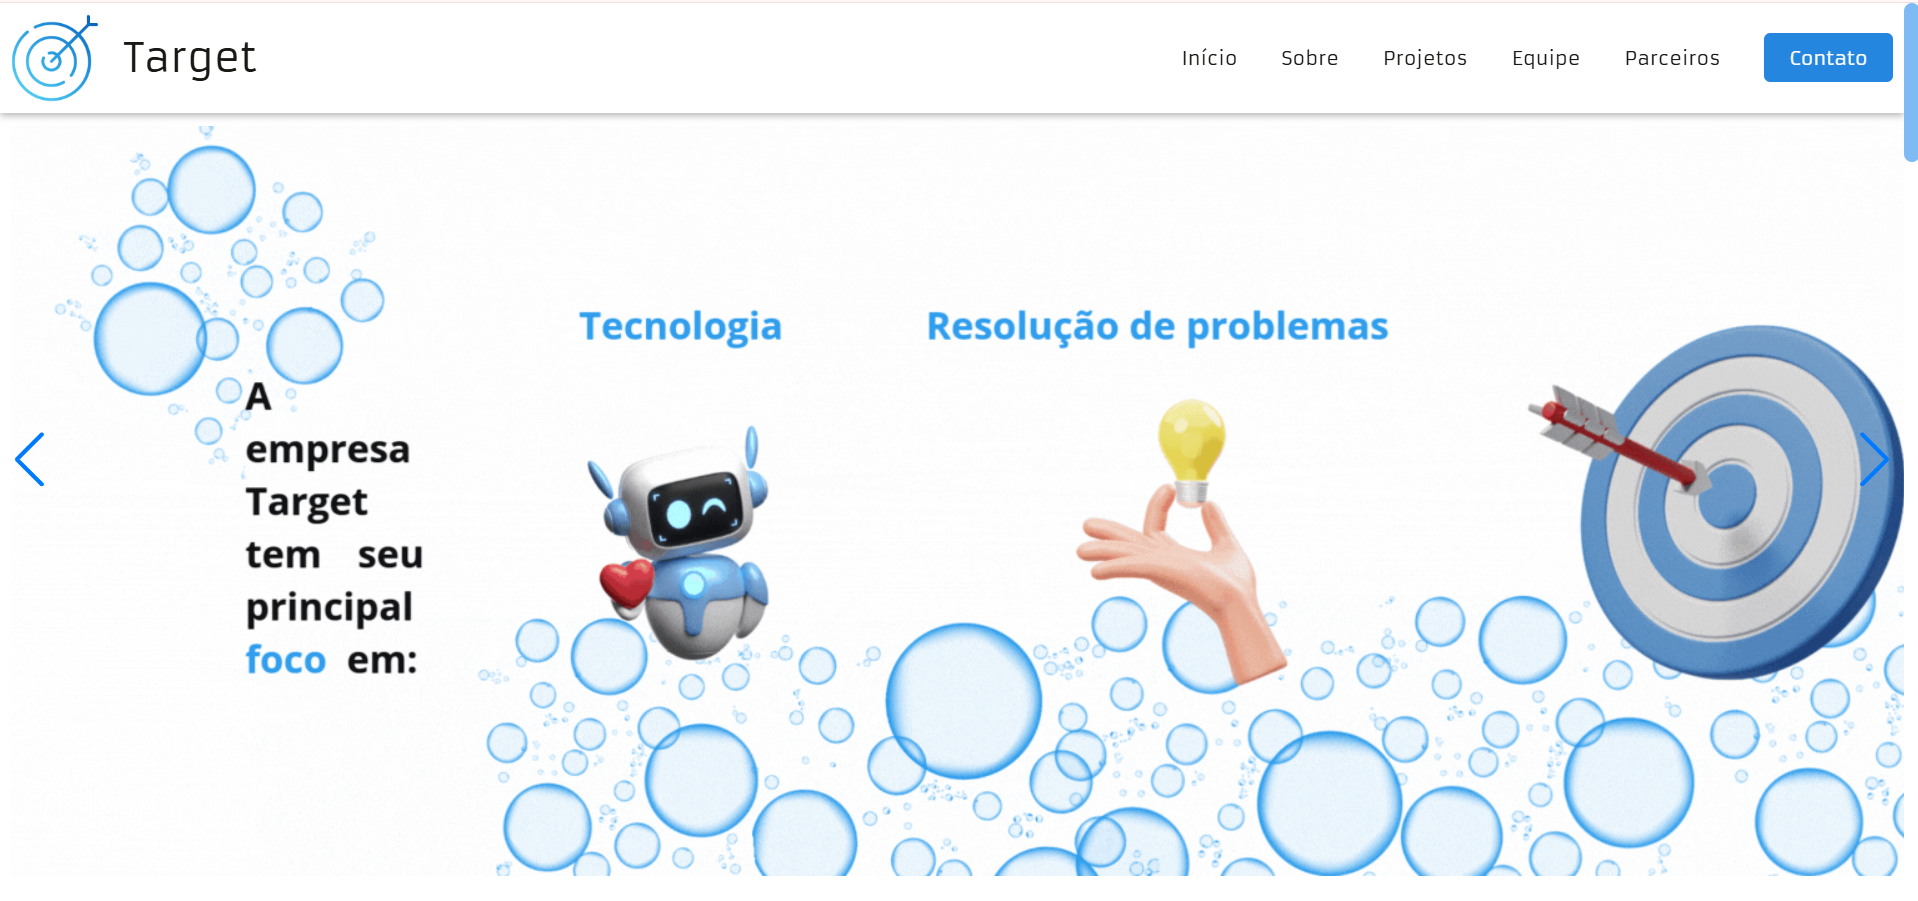 Target
Início
Sobre
Projetos
Equipe
Parceiros
Contato
Tecnologia
Resolução de problemas
A
empresa
Target
tem seu
principal
foco em: